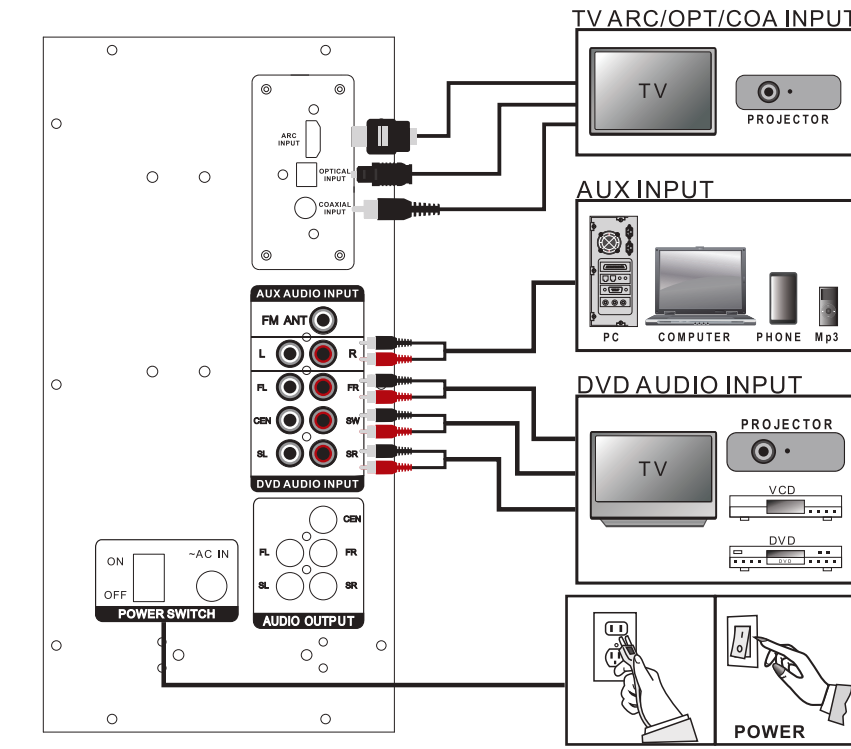 TV ARC/OPT/COA INPUT
TV
PROJECTOR
ARC
INPUT
OPTICAL
INPUT
COAXIAL
INPUT
AUX INPUT
PC COMPUTER PHONE Mp3
AUX AUDIO INPUT
FM ANT
L R
FL FR
CEN SW
SL SR
DVD AUDIO INPUT
DVD AUDIO INPUT
PROJECTOR
TV
VCD
DVD
DVD
CEN
FL FR
SL SR
AUDIO OUTPUT
ON ~AC IN
OFF
POWER SWITCH
I
O
POWER